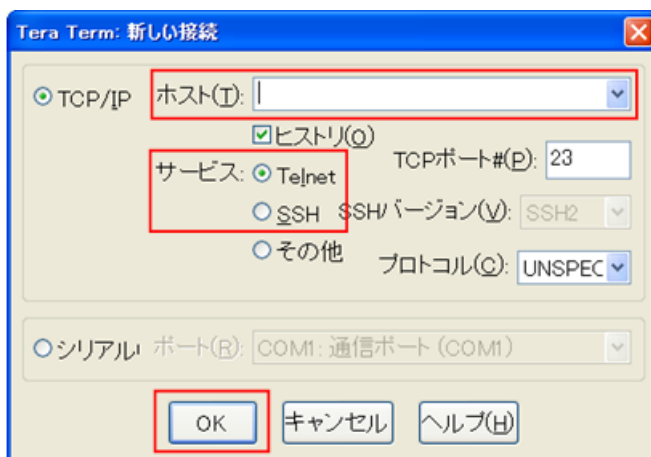 Tera Term: 新しい接続
TCP/IP ホスト(T):
ヒストリ(O)
サービス: Telnet TCPポート#(P): 23
SSH SSHバージョン(V): SSH2
その他 プロトコル(C): UNSPEC
シリアル ポート(R): COM1: 通信ポート (COM1)
OK キャンセル ヘルプ(H)